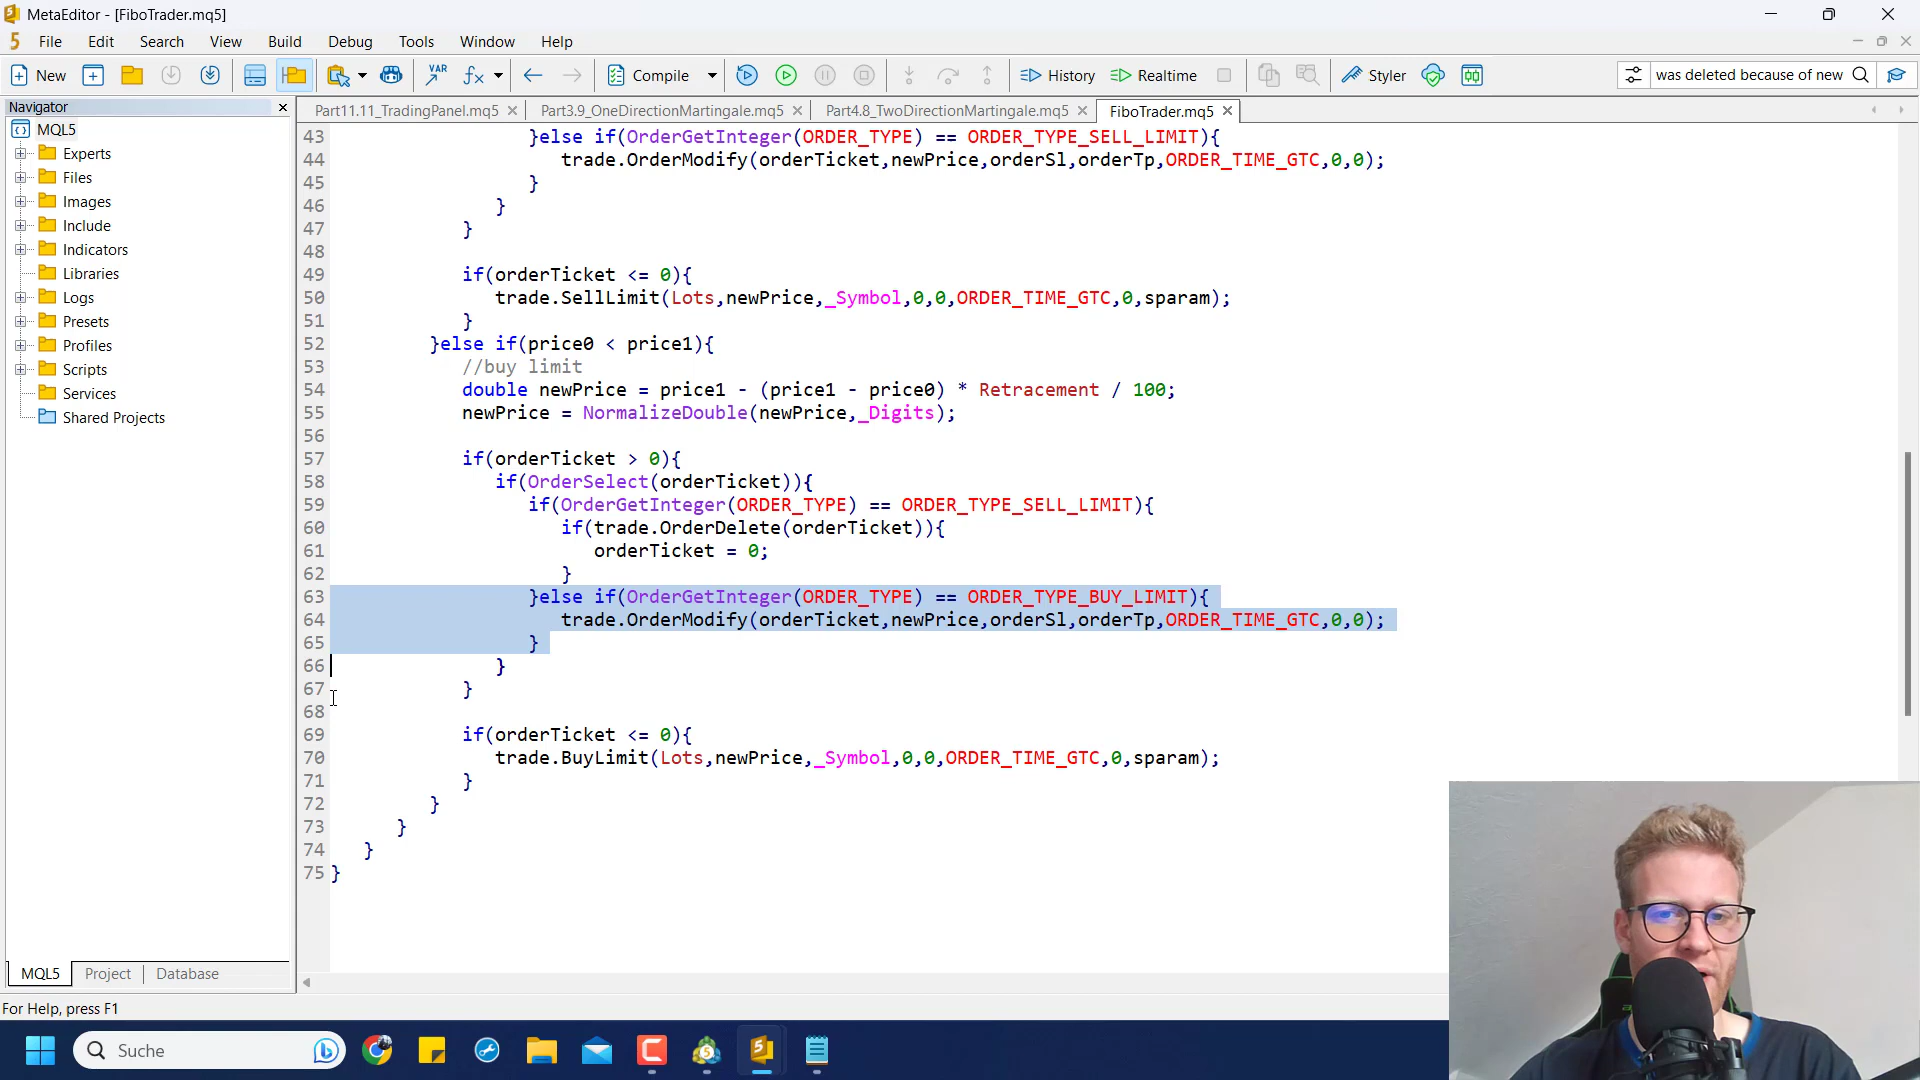 MetaEditor - [FiboTrader.mq5]
File Edit Search View Build Debug Tools Window Help
New Compile History Realtime Styler was deleted because of new
Navigator
MQL5
Experts
Files
Images
Include
Indicators
Libraries
Logs
Presets
Profiles
Scripts
Services
Shared Projects
MQL5 Project Database
Part11.11_TradingPanel.mq5 Part3.9_OneDirectionMartingale.mq5 Part4.8_TwoDirectionMartingale.mq5 FiboTrader.mq5
43 }else if(OrderGetInteger(ORDER_TYPE) == ORDER_TYPE_SELL_LIMIT){
44 trade.OrderModify(orderTicket,newPrice,orderSl,orderTp,ORDER_TIME_GTC,0,0);
45 }
46 }
47 }
48
49 if(orderTicket <= 0){
50 trade.SellLimit(Lots,newPrice,_Symbol,0,0,ORDER_TIME_GTC,0,sparam);
51 }
52 }else if(price0 < price1){
53 //buy limit
54 double newPrice = price1 - (price1 - price0) * Retracement / 100;
55 newPrice = NormalizeDouble(newPrice,_Digits);
56
57 if(orderTicket > 0){
58 if(OrderSelect(orderTicket)){
59 if(OrderGetInteger(ORDER_TYPE) == ORDER_TYPE_SELL_LIMIT){
60 if(trade.OrderDelete(orderTicket)){
61 orderTicket = 0;
62 }
63 }else if(OrderGetInteger(ORDER_TYPE) == ORDER_TYPE_BUY_LIMIT){
64 trade.OrderModify(orderTicket,newPrice,orderSl,orderTp,ORDER_TIME_GTC,0,0);
65 }
66 }
67 }
68
69 if(orderTicket <= 0){
70 trade.BuyLimit(Lots,newPrice,_Symbol,0,0,ORDER_TIME_GTC,0,sparam);
71 }
72 }
73 }
74 }
75 }
For Help, press F1
Suche